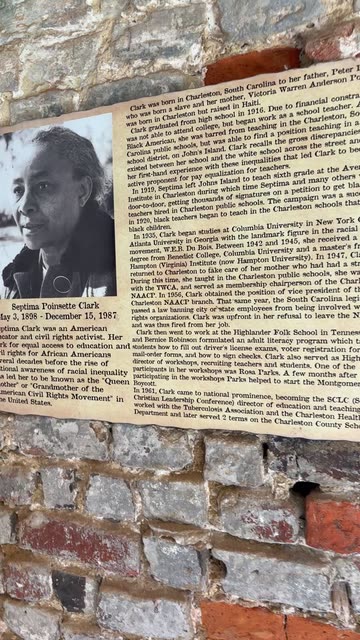 Septima Poinsette Clark
May 3, 1898 - December 15, 1987
Septima Clark was an American
educator and civil rights activist. Her
work for equal access to education and
civil rights for African Americans
several decades before the rise of
national awareness of racial inequality
has led her to be known as the 'Queen
Mother' or 'Grandmother of the
American Civil Rights Movement' in
the United States.
Clark was born in Charleston, South Carolina to her father, Peter
who was born a slave and her mother, Victoria Warren Anderson
was born in Charleston but raised in Haiti.
Clark graduated from high school in 1916. Due to financial
was not able to attend college, but began work as a school teacher.
Black American, she was barred from teaching in the Charleston,
Carolina public schools, but was able to find a position teaching in a
school district, on John's Island. Clark recalls the gross discrepancies
existed between her school and the white school across the street and
her first-hand experience with these inequalities that led Clark to
active proponent for pay equalization for teachers.
In 1919, Septima left Johns Island to teach sixth grade at the Avery
Institute in Charleston during which time Septima and many others
door-to-door, getting thousands of signatures on a petition to get
teachers hired in Charleston public schools. The campaign was a
in 1920, black teachers began to teach in the Charleston schools that
black children.
In 1935, Clark began studies at Columbia University in New York
Atlanta University in Georgia with the landmark figure in the racial
movement, W.E.B. Du Bois. Between 1942 and 1945, she received
degree from Benedict College, Columbia University and a master's
Hampton (Virginia) Institute (now Hampton University). In 1947,
returned to Charleston to take care of her mother who had had a
During this time, she taught in the Charleston public schools, she was
with the YWCA, and served as membership chairperson of the
NAACP. In 1956, Clark obtained the position of vice president of the
Charleston NAACP branch. That same year, the South Carolina
passed a law banning city or state employees from being involved
rights organizations. Clark was upfront in her refusal to leave the
and was thus fired from her job.
Clark then went to work at the Highlander Folk School in
and Bernice Robinson formulated an adult literacy program which
students how to fill out driver's license exams, voter registration
mail-order forms, and how to sign checks. Clark also served as
director of workshops, recruiting teachers and students. One of the
participants in her workshops was Rosa Parks. A few months after
participating in the workshops Parks helped to start the Montgomery
Boycott.
In 1961, Clark came to national prominence, becoming the SCLC
Christian Leadership Conference) director of education and teaching.
worked with the Tuberculosis Association and the Charleston Health
Department and later served 2 terms on the Charleston County